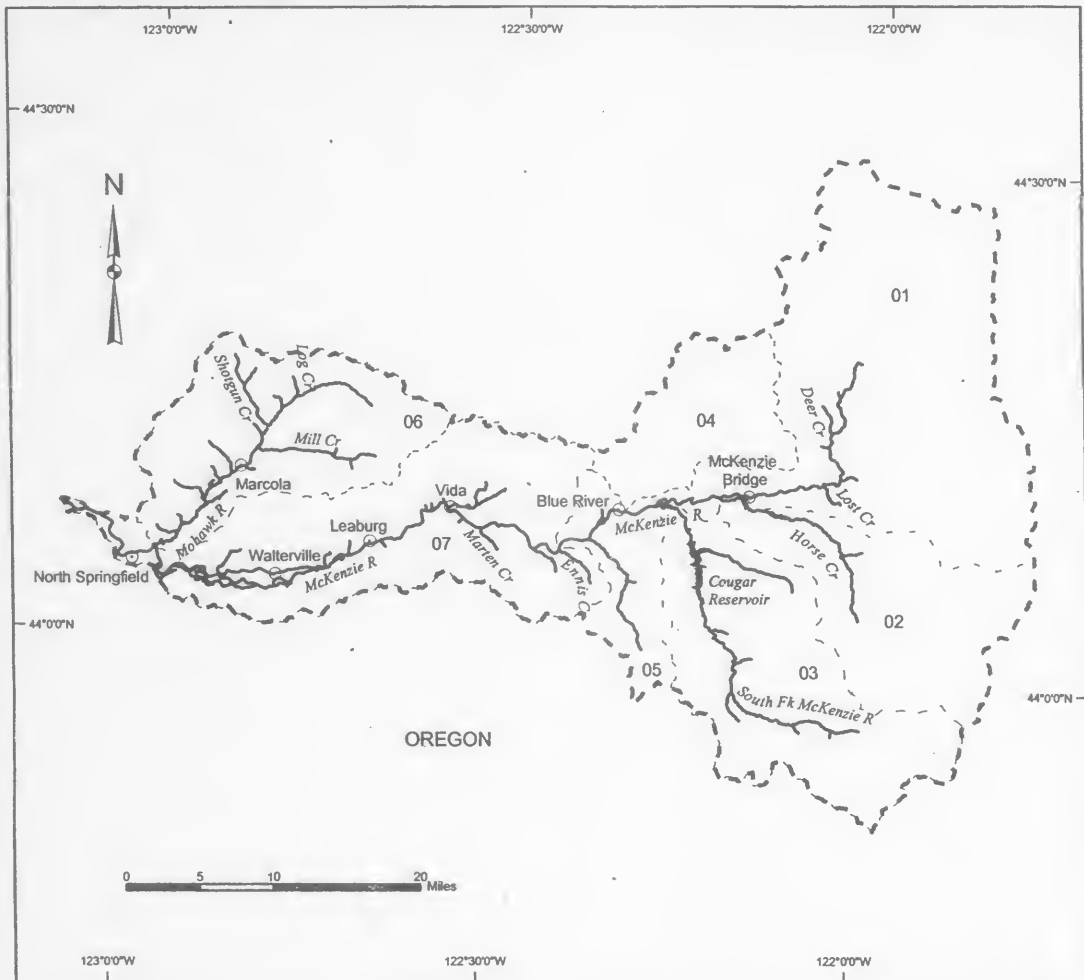 123°0'0"W
122°30'0"W
122°0'0"W
44°30'0"N
44°30'0"N
N
01
Shotgun Cr
Log Cr
06
04
Deer Cr
Mill Cr
McKenzie
Bridge
Marcola
Vida
Blue River
McKenzie R
Lost Cr
Mohawk R
Leaburg
07
Marten Cr
Horse Cr
Walterville
North Springfield
McKenzie R
Ennis Cr
Cougar
Reservoir
02
44°0'0"N
05
03
South Fk McKenzie R
44°0'0"N
OREGON
0 5 10 20 Miles
123°0'0"W
122°30'0"W
122°0'0"W